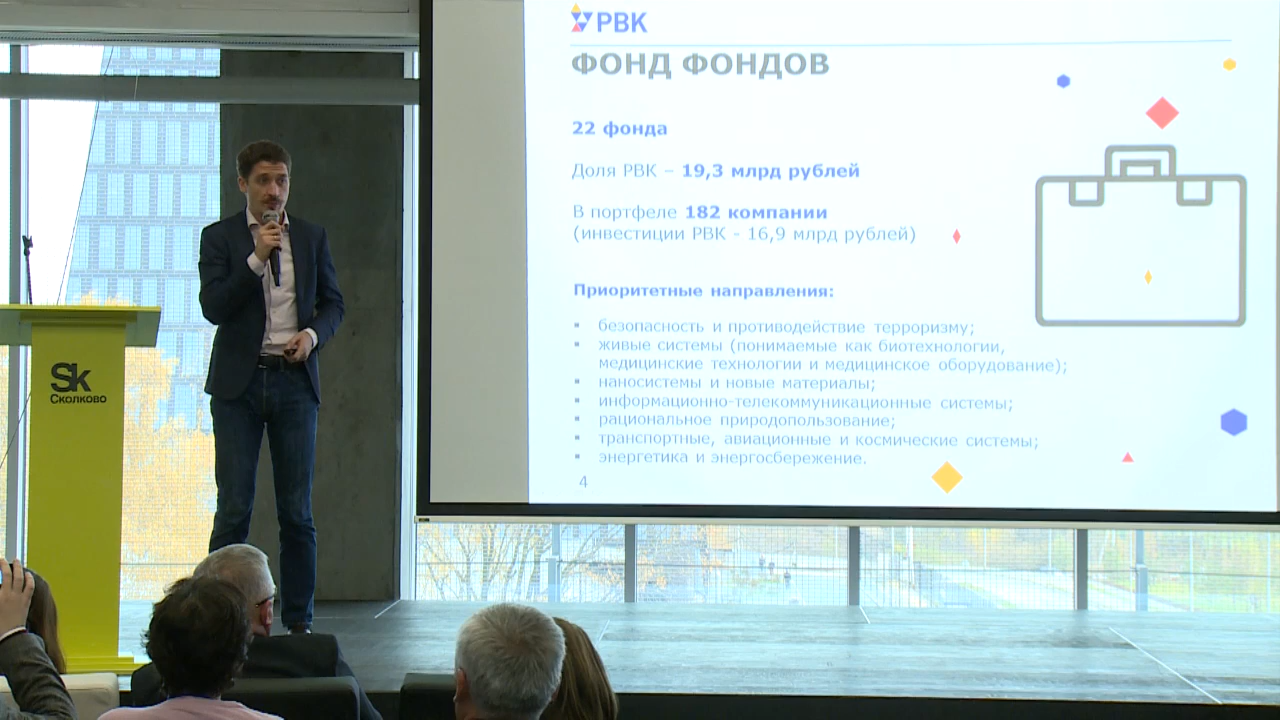 РВК
ФОНД ФОНДОВ
22 фонда
Доля РВК – 19,3 млрд рублей
В портфеле 182 компании
(инвестиции РВК - 16,9 млрд рублей)
Приоритетные направления:
▪ безопасность и противодействие терроризму;
▪ живые системы (понимаемые как биотехнологии,
медицинские технологии и медицинское оборудование);
▪ наносистемы и новые материалы;
▪ информационно-телекоммуникационные системы;
▪ рациональное природопользование;
▪ транспортные, авиационные и космические системы;
▪ энергетика и энергосбережение.
4
Sk
Сколково